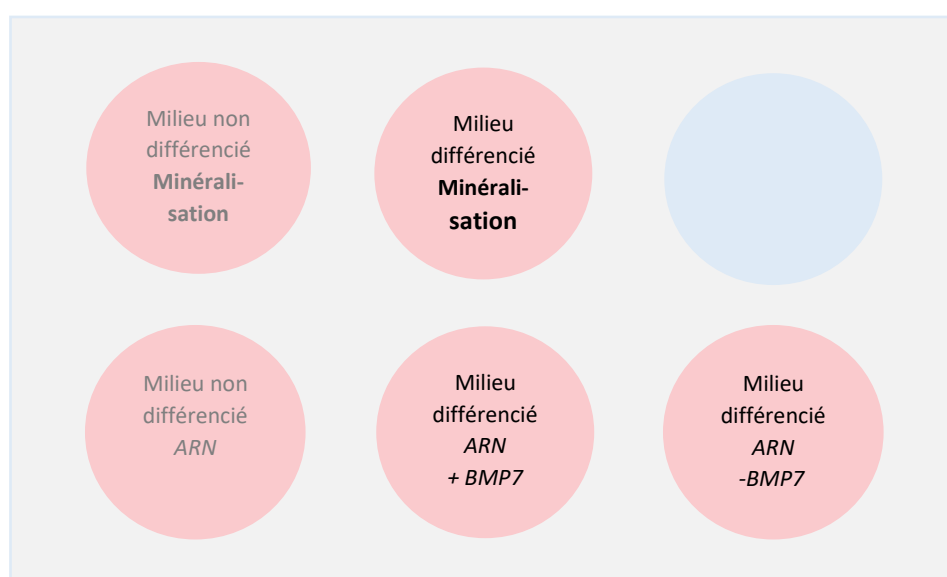 Milieu non
différencié
Minérali-
sation
Milieu
différencié
Minérali-
sation
Milieu non
différencié
ARN
Milieu
différencié
ARN
+ BMP7
Milieu
différencié
ARN
-BMP7